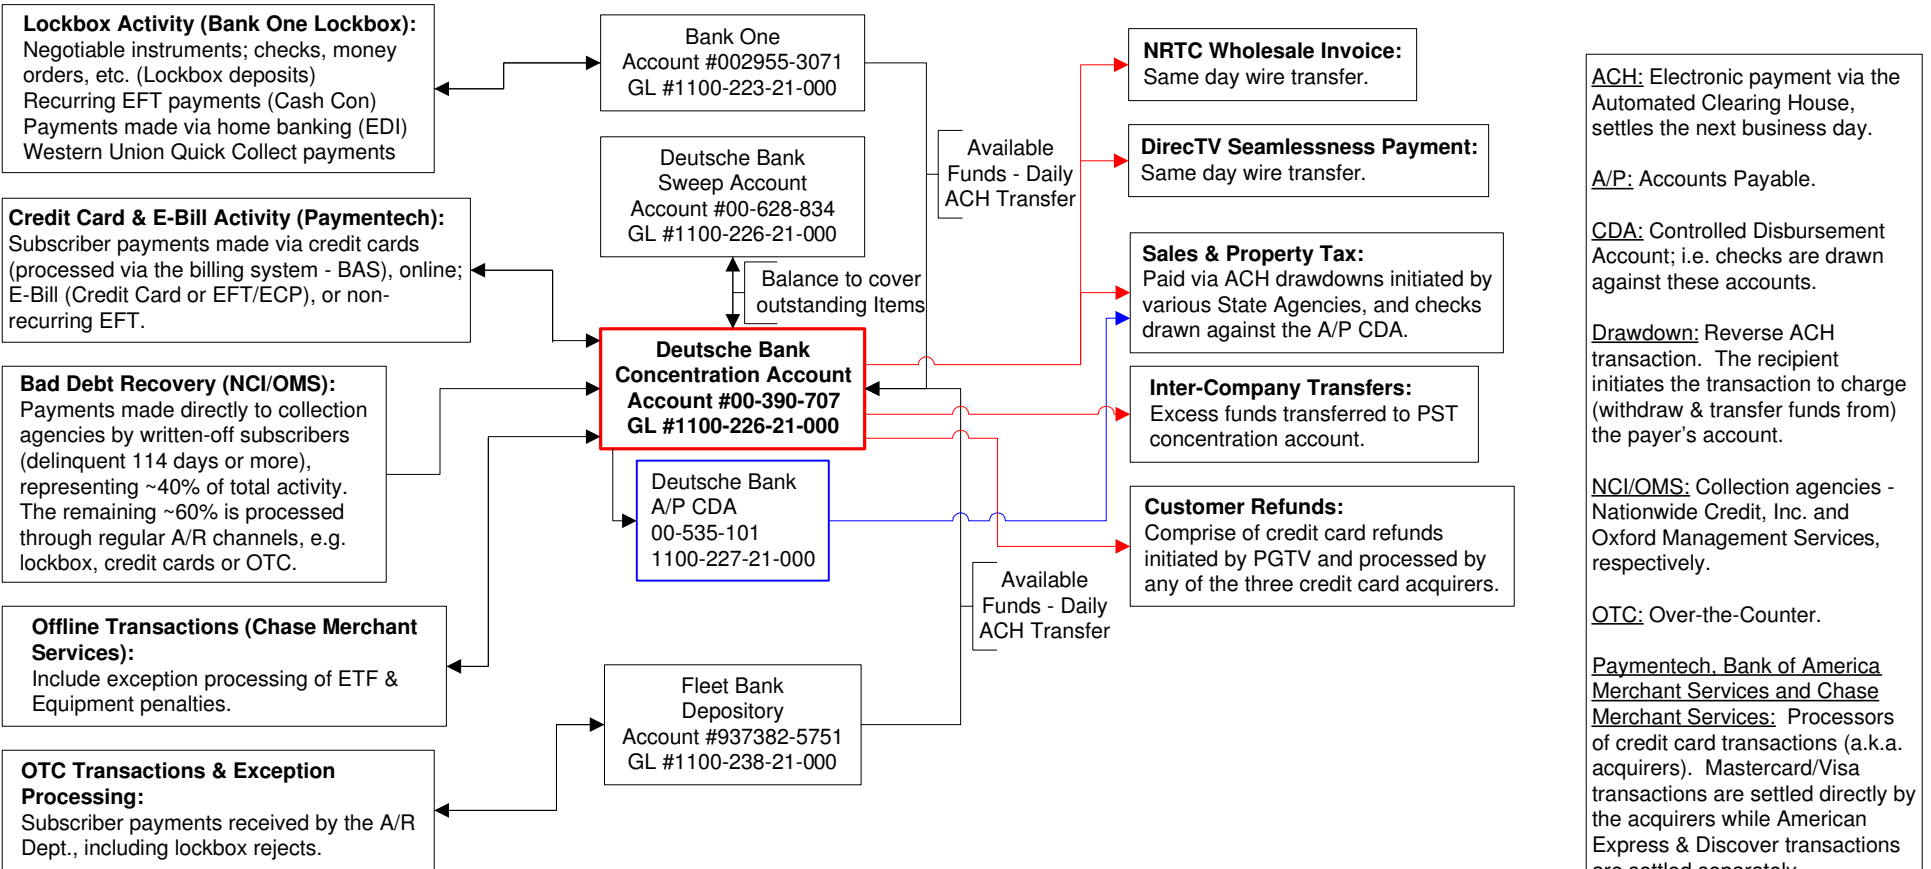 Lockbox Activity (Bank One Lockbox):
Negotiable instruments; checks, money
orders, etc. (Lockbox deposits)
Recurring EFT payments (Cash Con)
Payments made via home banking (EDI)
Western Union Quick Collect payments
Credit Card & E-Bill Activity (Paymentech):
Subscriber payments made via credit cards
(processed via the billing system - BAS), online;
E-Bill (Credit Card or EFT/ECP), or non-
recurring EFT.
Bad Debt Recovery (NCI/OMS):
Payments made directly to collection
agencies by written-off subscribers
(delinquent 114 days or more),
representing ~40% of total activity.
The remaining ~60% is processed
through regular A/R channels, e.g.
lockbox, credit cards or OTC.
Offline Transactions (Chase Merchant
Services):
Include exception processing of ETF &
Equipment penalties.
OTC Transactions & Exception
Processing:
Subscriber payments received by the A/R
Dept., including lockbox rejects.
Bank One
Account #002955-3071
GL #1100-223-21-000
Deutsche Bank
Sweep Account
Account #00-628-834
GL #1100-226-21-000
Balance to cover
outstanding Items
Deutsche Bank
Concentration Account
Account #00-390-707
GL #1100-226-21-000
Deutsche Bank
A/P CDA
00-535-101
1100-227-21-000
Fleet Bank
Depository
Account #937382-5751
GL #1100-238-21-000
Available
Funds - Daily
ACH Transfer
Available
Funds - Daily
ACH Transfer
NRTC Wholesale Invoice:
Same day wire transfer.
DirecTV Seamlessness Payment:
Same day wire transfer.
Sales & Property Tax:
Paid via ACH drawdowns initiated by
various State Agencies, and checks
drawn against the A/P CDA.
Inter-Company Transfers:
Excess funds transferred to PST
concentration account.
Customer Refunds:
Comprise of credit card refunds
initiated by PGTV and processed by
any of the three credit card acquirers.
ACH: Electronic payment via the
Automated Clearing House,
settles the next business day.
A/P: Accounts Payable.
CDA: Controlled Disbursement
Account; i.e. checks are drawn
against these accounts.
Drawdown: Reverse ACH
transaction. The recipient
initiates the transaction to charge
(withdraw & transfer funds from)
the payer's account.
NCI/OMS: Collection agencies -
Nationwide Credit, Inc. and
Oxford Management Services,
respectively.
OTC: Over-the-Counter.
Paymentech, Bank of America
Merchant Services and Chase
Merchant Services: Processors
of credit card transactions (a.k.a.
acquirers). Mastercard/Visa
transactions are settled directly by
the acquirers while American
Express & Discover transactions
are settled separately